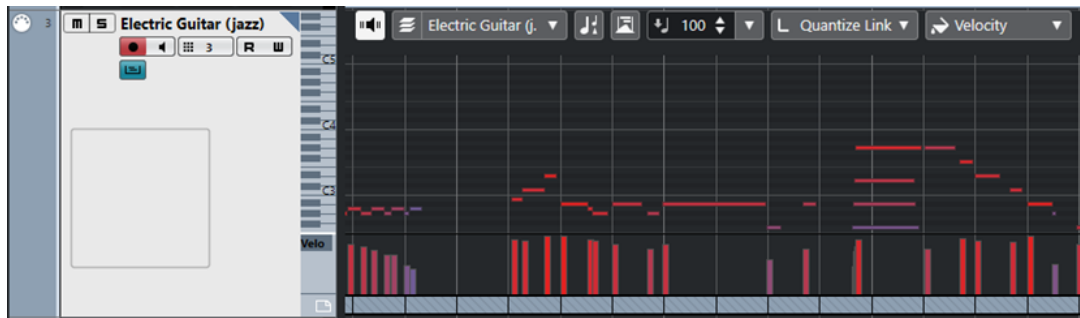 3 M S Electric Guitar (jazz)
Electric Guitar (j.
100
Quantize Link
Velocity
3 R W
C5
C4
C3
Velo